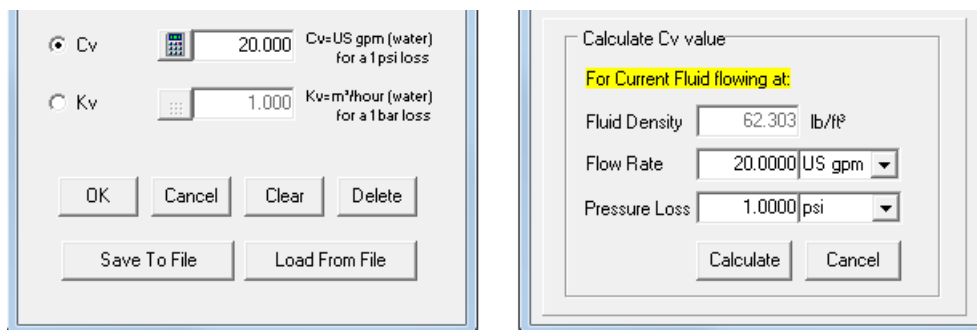 Cv
20.000
Cv=US gpm (water)
for a 1psi loss
Kv
1.000
Kv=m³/hour (water)
for a 1bar loss
OK
Cancel
Clear
Delete
Save To File
Load From File
Calculate Cv value
For Current Fluid flowing at:
Fluid Density
62.303
lb/ft³
Flow Rate
20.0000
US gpm
Pressure Loss
1.0000
psi
Calculate
Cancel